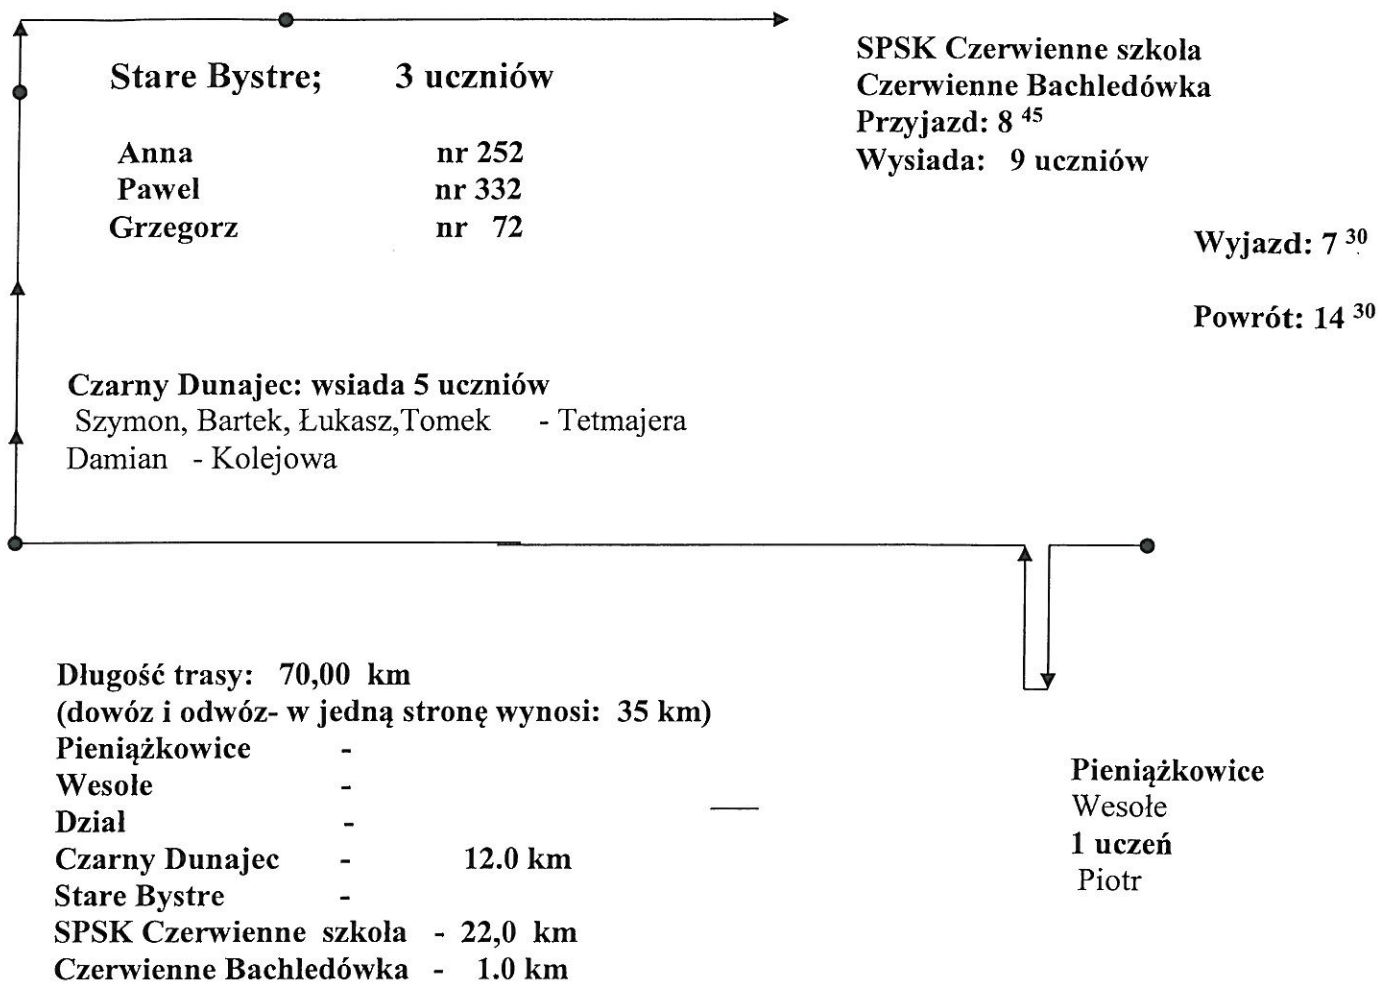 Stare Bystre; 3 uczniów
Anna nr 252
Paweł nr 332
Grzegorz nr 72
SPSK Czerwienne szkoła
Czerwienne Bachledówka
Przyjazd: 8 45
Wysiada: 9 uczniów
Wyjazd: 7 30
Powrót: 14 30
Czarny Dunajec: wsiada 5 uczniów
Szymon, Bartek, Łukasz,Tomek - Tetmajera
Damian - Kolejowa
Długość trasy: 70,00 km
(dowóz i odwóz- w jedną stronę wynosi: 35 km)
Pieniążkowice -
Wesołe -
Dział -
Czarny Dunajec - 12.0 km
Stare Bystre -
SPSK Czerwienne szkoła - 22,0 km
Czerwienne Bachledówka - 1.0 km
Pieniążkowice
Wesołe
1 uczeń
Piotr